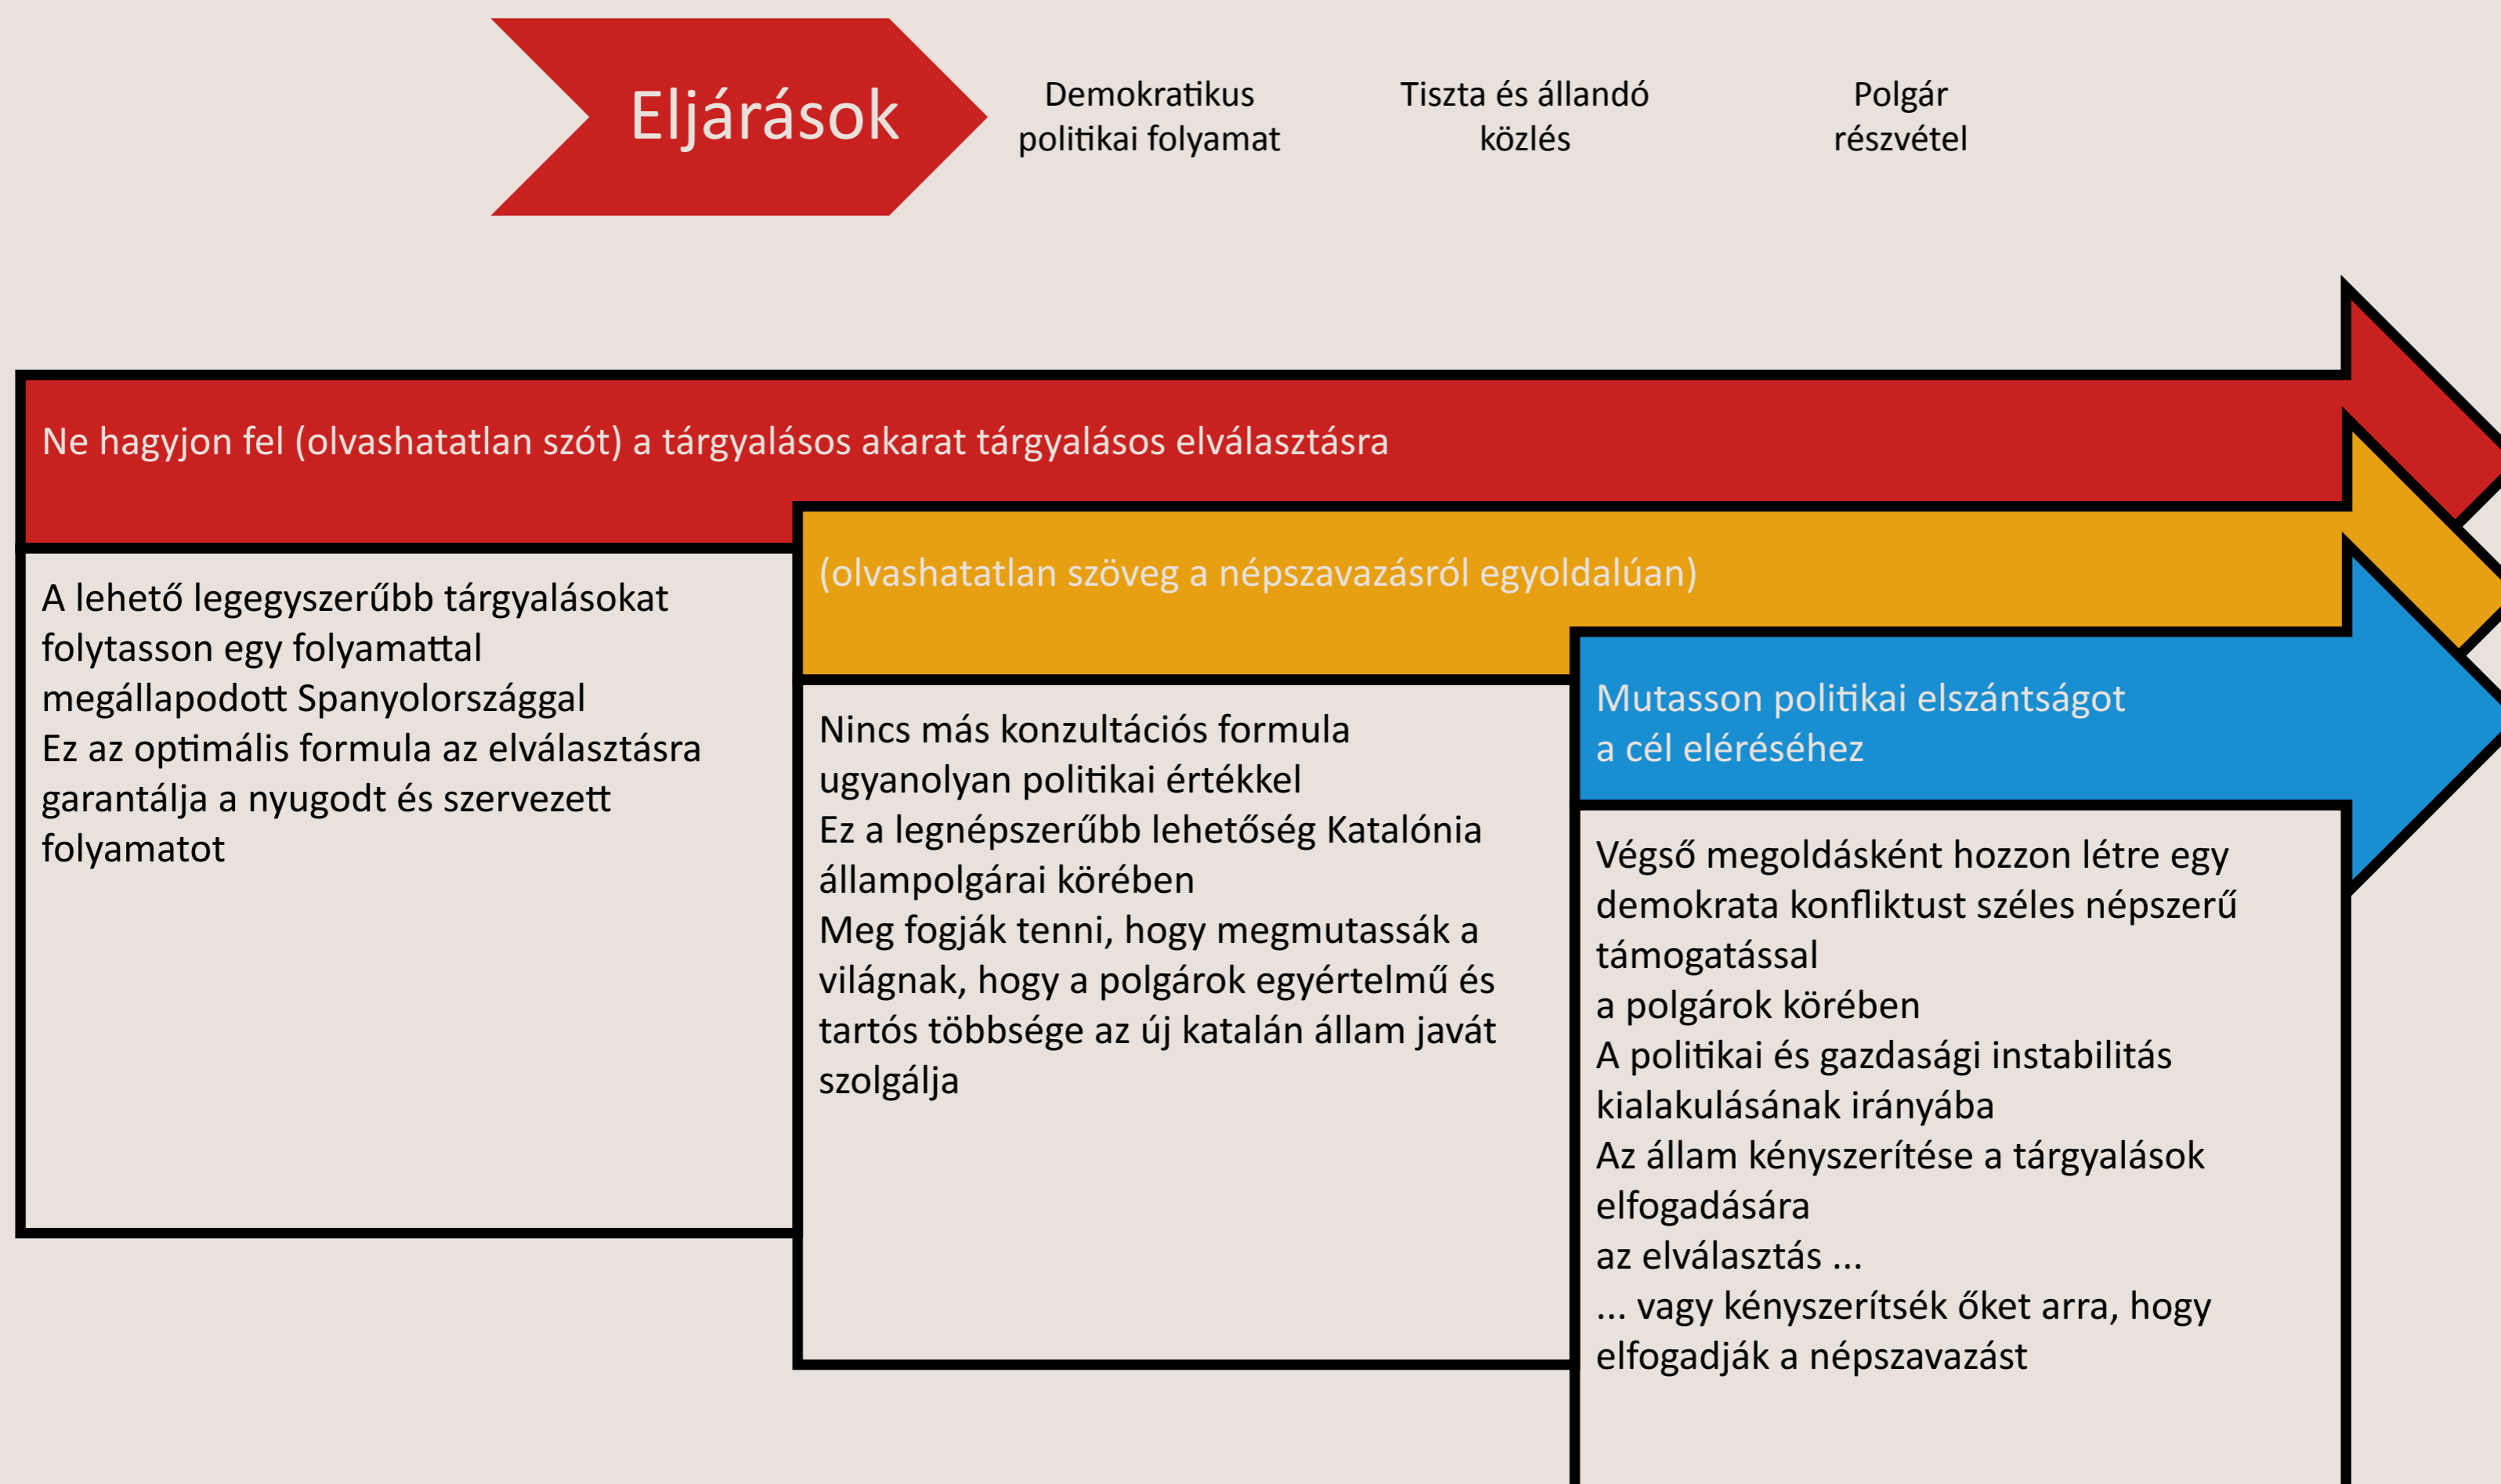 Eljárások
Demokratikus
politikai folyamat
Tiszta és állandó
közlés
Polgár
részvétel
Ne hagyjon fel (olvashatatlan szót) a tárgyalásos akarat tárgyalásos elválasztásra
A lehető legegyszerűbb tárgyalásokat
folytasson egy folyamattal
megállapodott Spanyolországgal
Ez az optimális formula az elválasztásra
garantálja a nyugodt és szervezett
folyamatot
(olvashatatlan szöveg a népszavazásról egyoldalúan)
Nincs más konzultációs formula
ugyanolyan politikai értékkel
Ez a legnépszerűbb lehetőség Katalónia
állampolgárai körében
Meg fogják tenni, hogy megmutassák a
világnak, hogy a polgárok egyértelmű és
tartós többsége az új katalán állam javát
szolgálja
Mutasson politikai elszántságot
a cél eléréséhez
Végső megoldásként hozzon létre egy
demokrata konfliktust széles népszerű
támogatással
a polgárok körében
A politikai és gazdasági instabilitás
kialakulásának irányába
Az állam kényszerítése a tárgyalások
elfogadására
az elválasztás ...
... vagy kényszerítsék őket arra, hogy
elfogadják a népszavazást